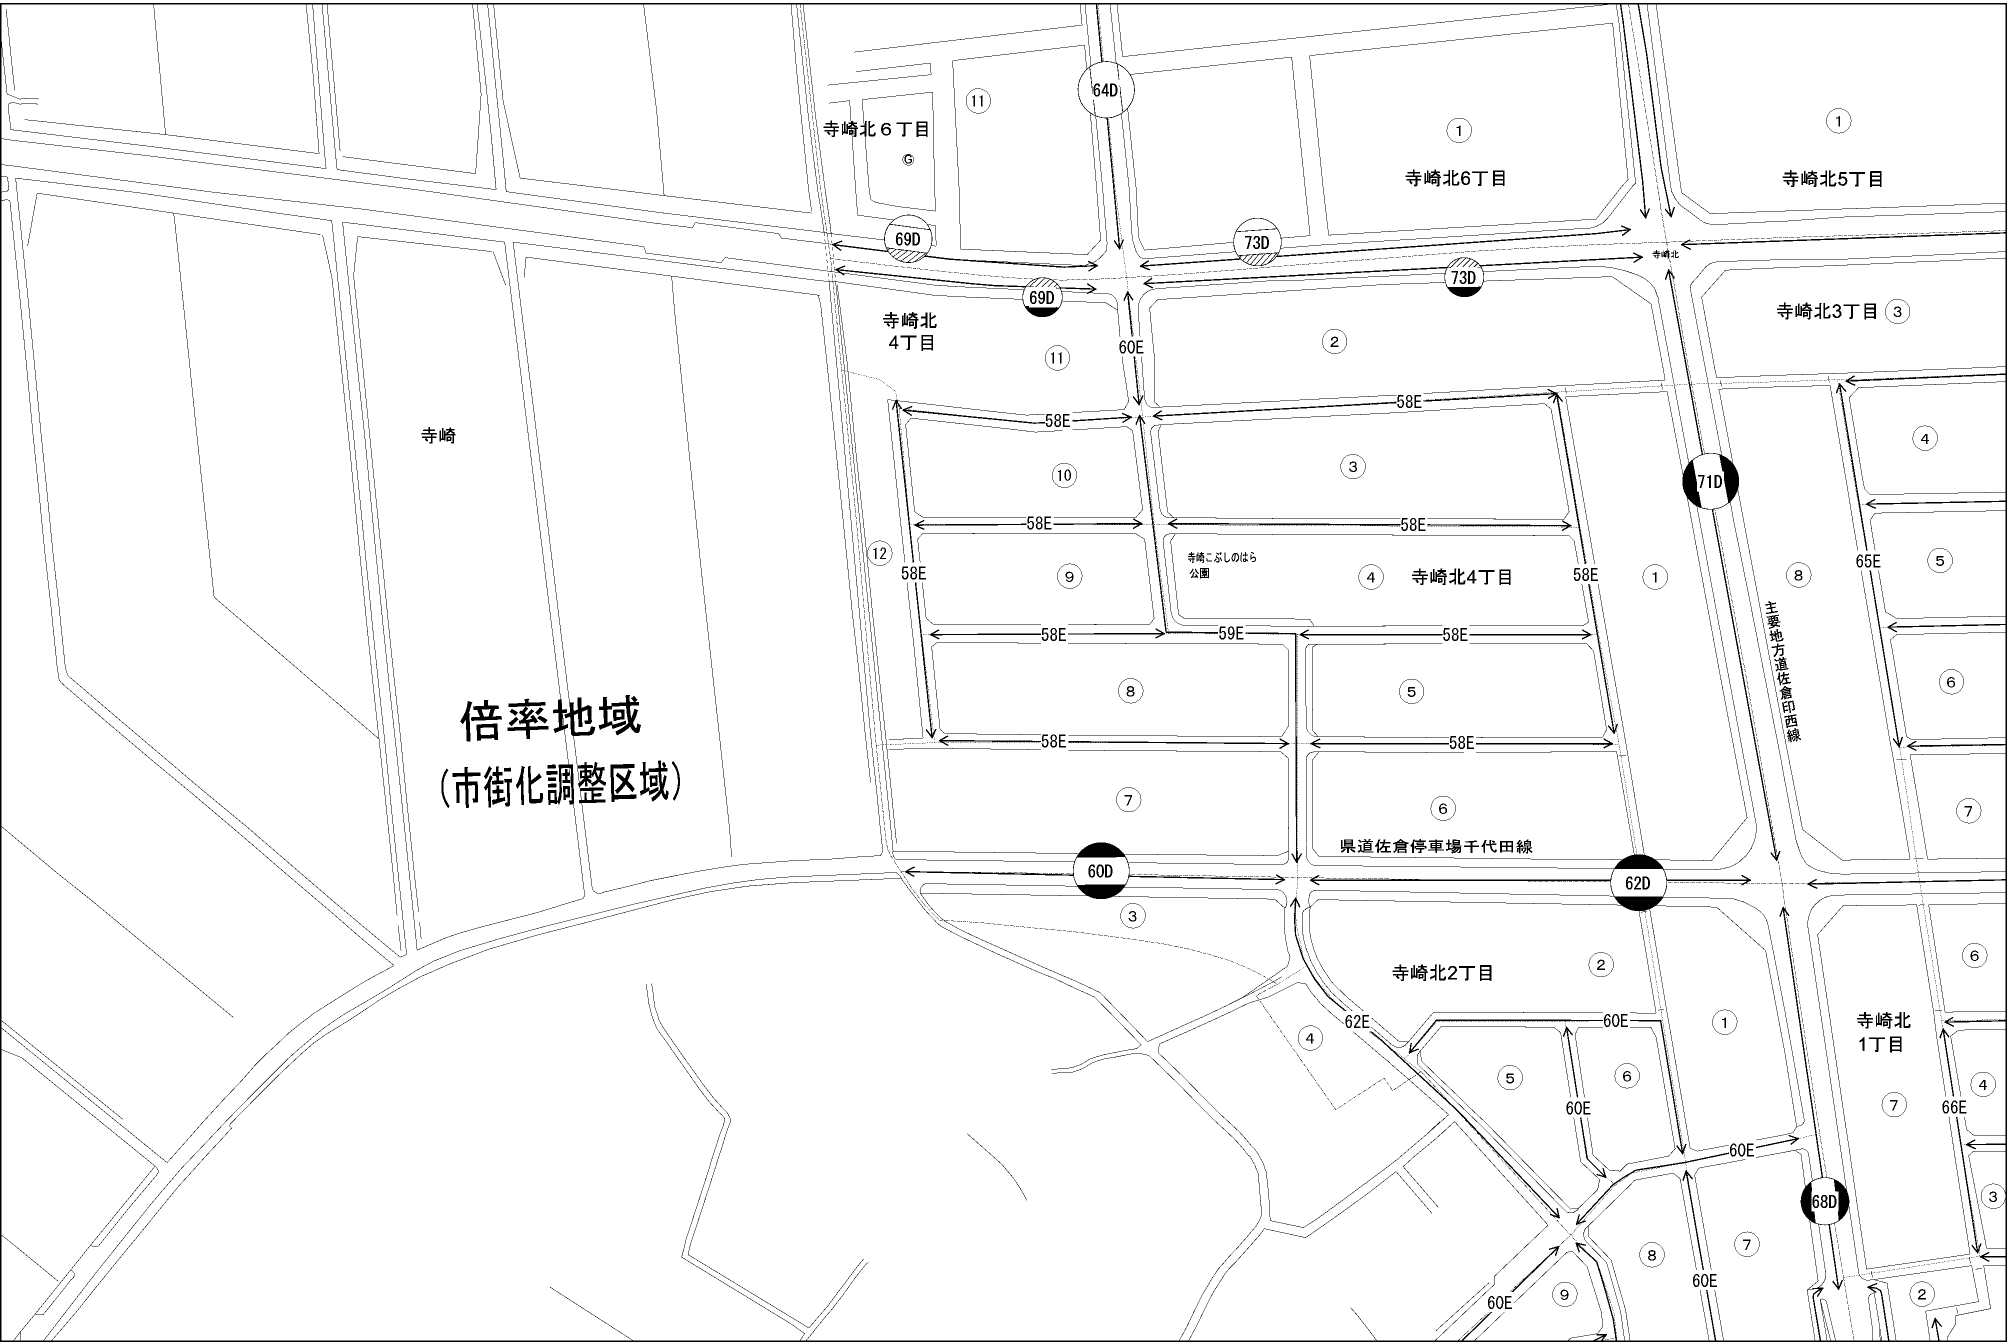 64D
⑪
①
①
寺崎北６丁目
G
寺崎北6丁目
寺崎北5丁目
69D
73D
寺崎北
73D
69D
寺崎北
4丁目
寺崎北3丁目
③
②
60E
⑪
58E
58E
寺崎
④
⑩
③
71D
58E
58E
⑫
寺崎こぶしのはら
公園
58E
⑨
④
寺崎北4丁目
58E
①
⑧
65E
⑤
主要地方道佐倉印西線
58E
59E
58E
⑧
⑤
⑥
倍率地域
(市街化調整区域)
58E
58E
⑦
⑥
⑦
県道佐倉停車場千代田線
60D
62D
③
寺崎北2丁目
②
⑥
62E
60E
①
寺崎北
1丁目
④
⑤
⑥
④
60E
⑦
66E
60E
68D
③
⑧
⑦
60E
⑨
60E
②